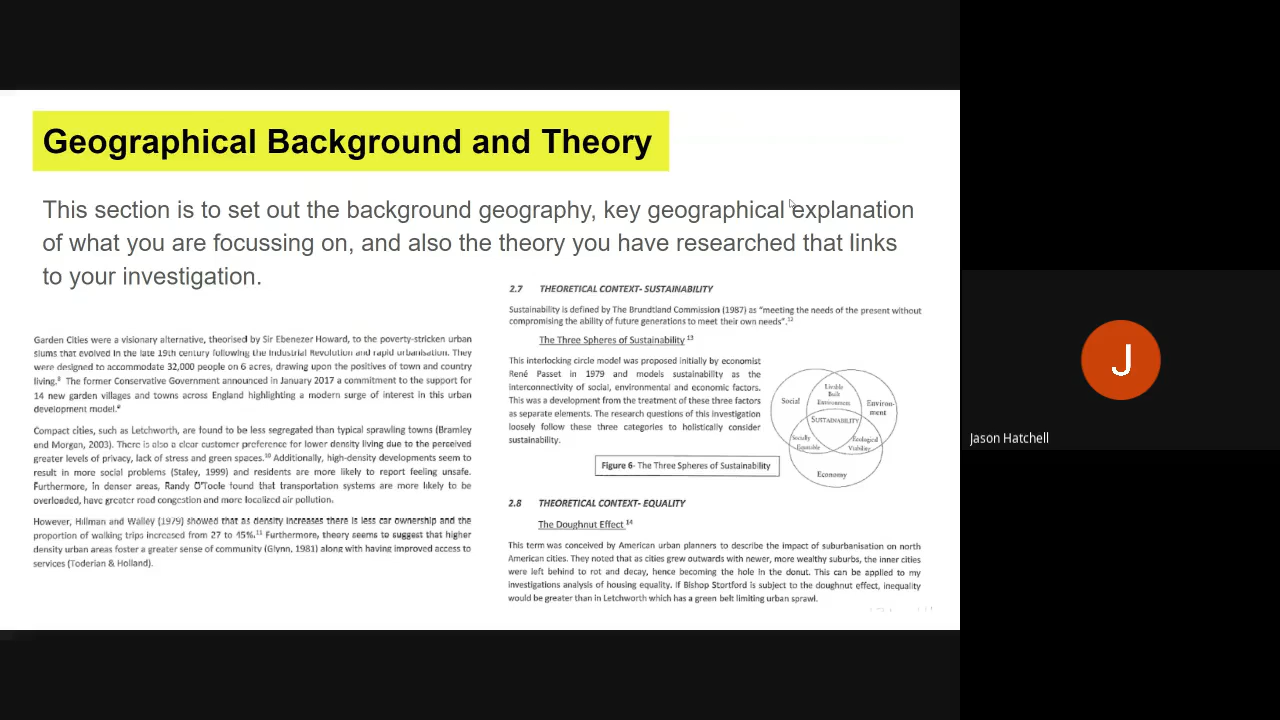 Geographical Background and Theory
This section is to set out the background geography, key geographical explanation
of what you are focussing on, and also the theory you have researched that links
to your investigation.
Garden Cities were a visionary alternative, theorised by Sir Ebenezer Howard, to the poverty-stricken urban
slums that evolved in the late 19th century following the Industrial Revolution and rapid urbanisation. They
were designed to accommodate 32,000 people on 6 acres, drawing upon the positives of town and country
living.⁸ The former Conservative Government announced in January 2017 a commitment to the support for
14 new garden villages and towns across England highlighting a modern surge of interest in this urban
development model.⁹
Compact cities, such as Letchworth, are found to be less segregated than typical sprawling towns (Bramley
and Morgan, 2003). There is also a clear customer preference for lower density living due to the perceived
greater levels of privacy, lack of stress and green spaces.¹⁰ Additionally, high-density developments seem to
result in more social problems (Staley, 1999) and residents are more likely to report feeling unsafe.
Furthermore, in denser areas, Randy O'Toole found that transportation systems are more likely to be
overloaded, have greater road congestion and more localized air pollution.
However, Hillman and Walley (1979) showed that as density increases there is less car ownership and the
proportion of walking trips increased from 27 to 45%.¹¹ Furthermore, theory seems to suggest that higher
density urban areas foster a greater sense of community (Glynn, 1981) along with having improved access to
services (Toderian & Holland).
2.7 THEORETICAL CONTEXT- SUSTAINABILITY
Sustainability is defined by The Brundtland Commission (1987) as "meeting the needs of the present without
compromising the ability of future generations to meet their own needs".¹²
The Three Spheres of Sustainability ¹³
This interlocking circle model was proposed initially by economist
René Passet in 1979 and models sustainability as the
interconnectivity of social, environmental and economic factors.
This was a development from the treatment of these three factors
as separate elements. The research questions of this investigation
loosely follow these three categories to holistically consider
sustainability.
Social
Livable
Built
Environment
Environ-
ment
SUSTAINABILITY
Socially
Equitable
Ecological
Viability
Economy
Figure 6- The Three Spheres of Sustainability
2.8 THEORETICAL CONTEXT- EQUALITY
The Doughnut Effect ¹⁴
This term was conceived by American urban planners to describe the impact of suburbanisation on north
American cities. They noted that as cities grew outwards with newer, more wealthy suburbs, the inner cities
were left behind to rot and decay, hence becoming the hole in the donut. This can be applied to my
investigations analysis of housing equality. If Bishop Stortford is subject to the doughnut effect, inequality
would be greater than in Letchworth which has a green belt limiting urban sprawl.
J
Jason Hatchell